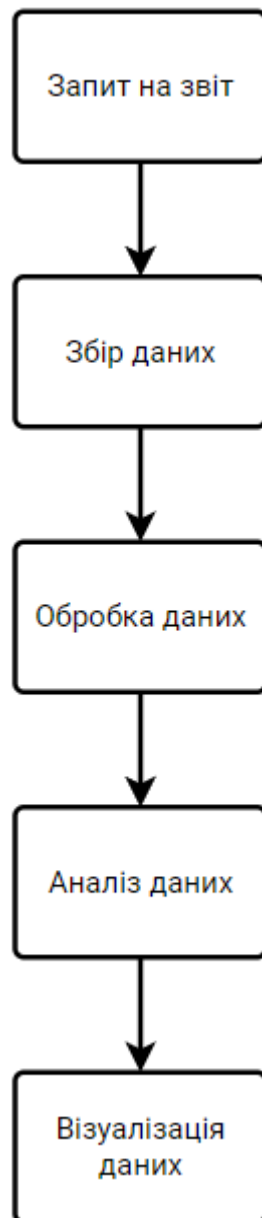 Запит на звіт
Збір даних
Обробка даних
Аналіз даних
Візуалізація
даних